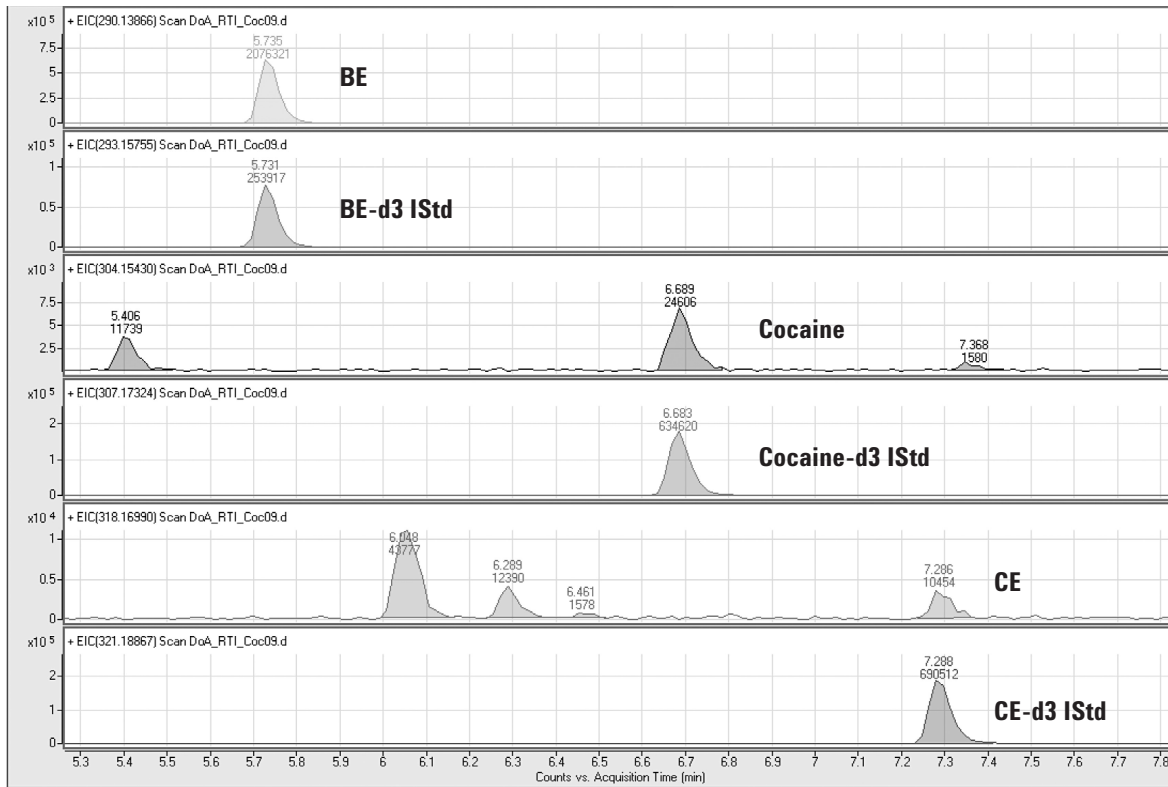 x10 5 + EIC(290.13866) Scan DoA_RTI_Coc09.d
7.5
5
2.5
0
5.735
2076321
BE
x10 5 + EIC(293.15755) Scan DoA_RTI_Coc09.d
1
0.5
0
5.731
253917
BE-d3 IStd
x10 3 + EIC(304.15430) Scan DoA_RTI_Coc09.d
7.5
5
2.5
5.406
11739
6.689
24606
Cocaine
7.368
1580
x10 5 + EIC(307.17324) Scan DoA_RTI_Coc09.d
2
1
0
6.683
634620
Cocaine-d3 IStd
x10 4 + EIC(318.16990) Scan DoA_RTI_Coc09.d
1
0.5
0
6.048
43777
6.289
12390
6.461
1578
7.286
10454
CE
x10 5 + EIC(321.18867) Scan DoA_RTI_Coc09.d
2
1
0
7.288
690512
CE-d3 IStd
5.3 5.4 5.5 5.6 5.7 5.8 5.9 6 6.1 6.2 6.3 6.4 6.5 6.6 6.7 6.8 6.9 7 7.1 7.2 7.3 7.4 7.5 7.6 7.7 7.8
Counts vs. Acquisition Time (min)